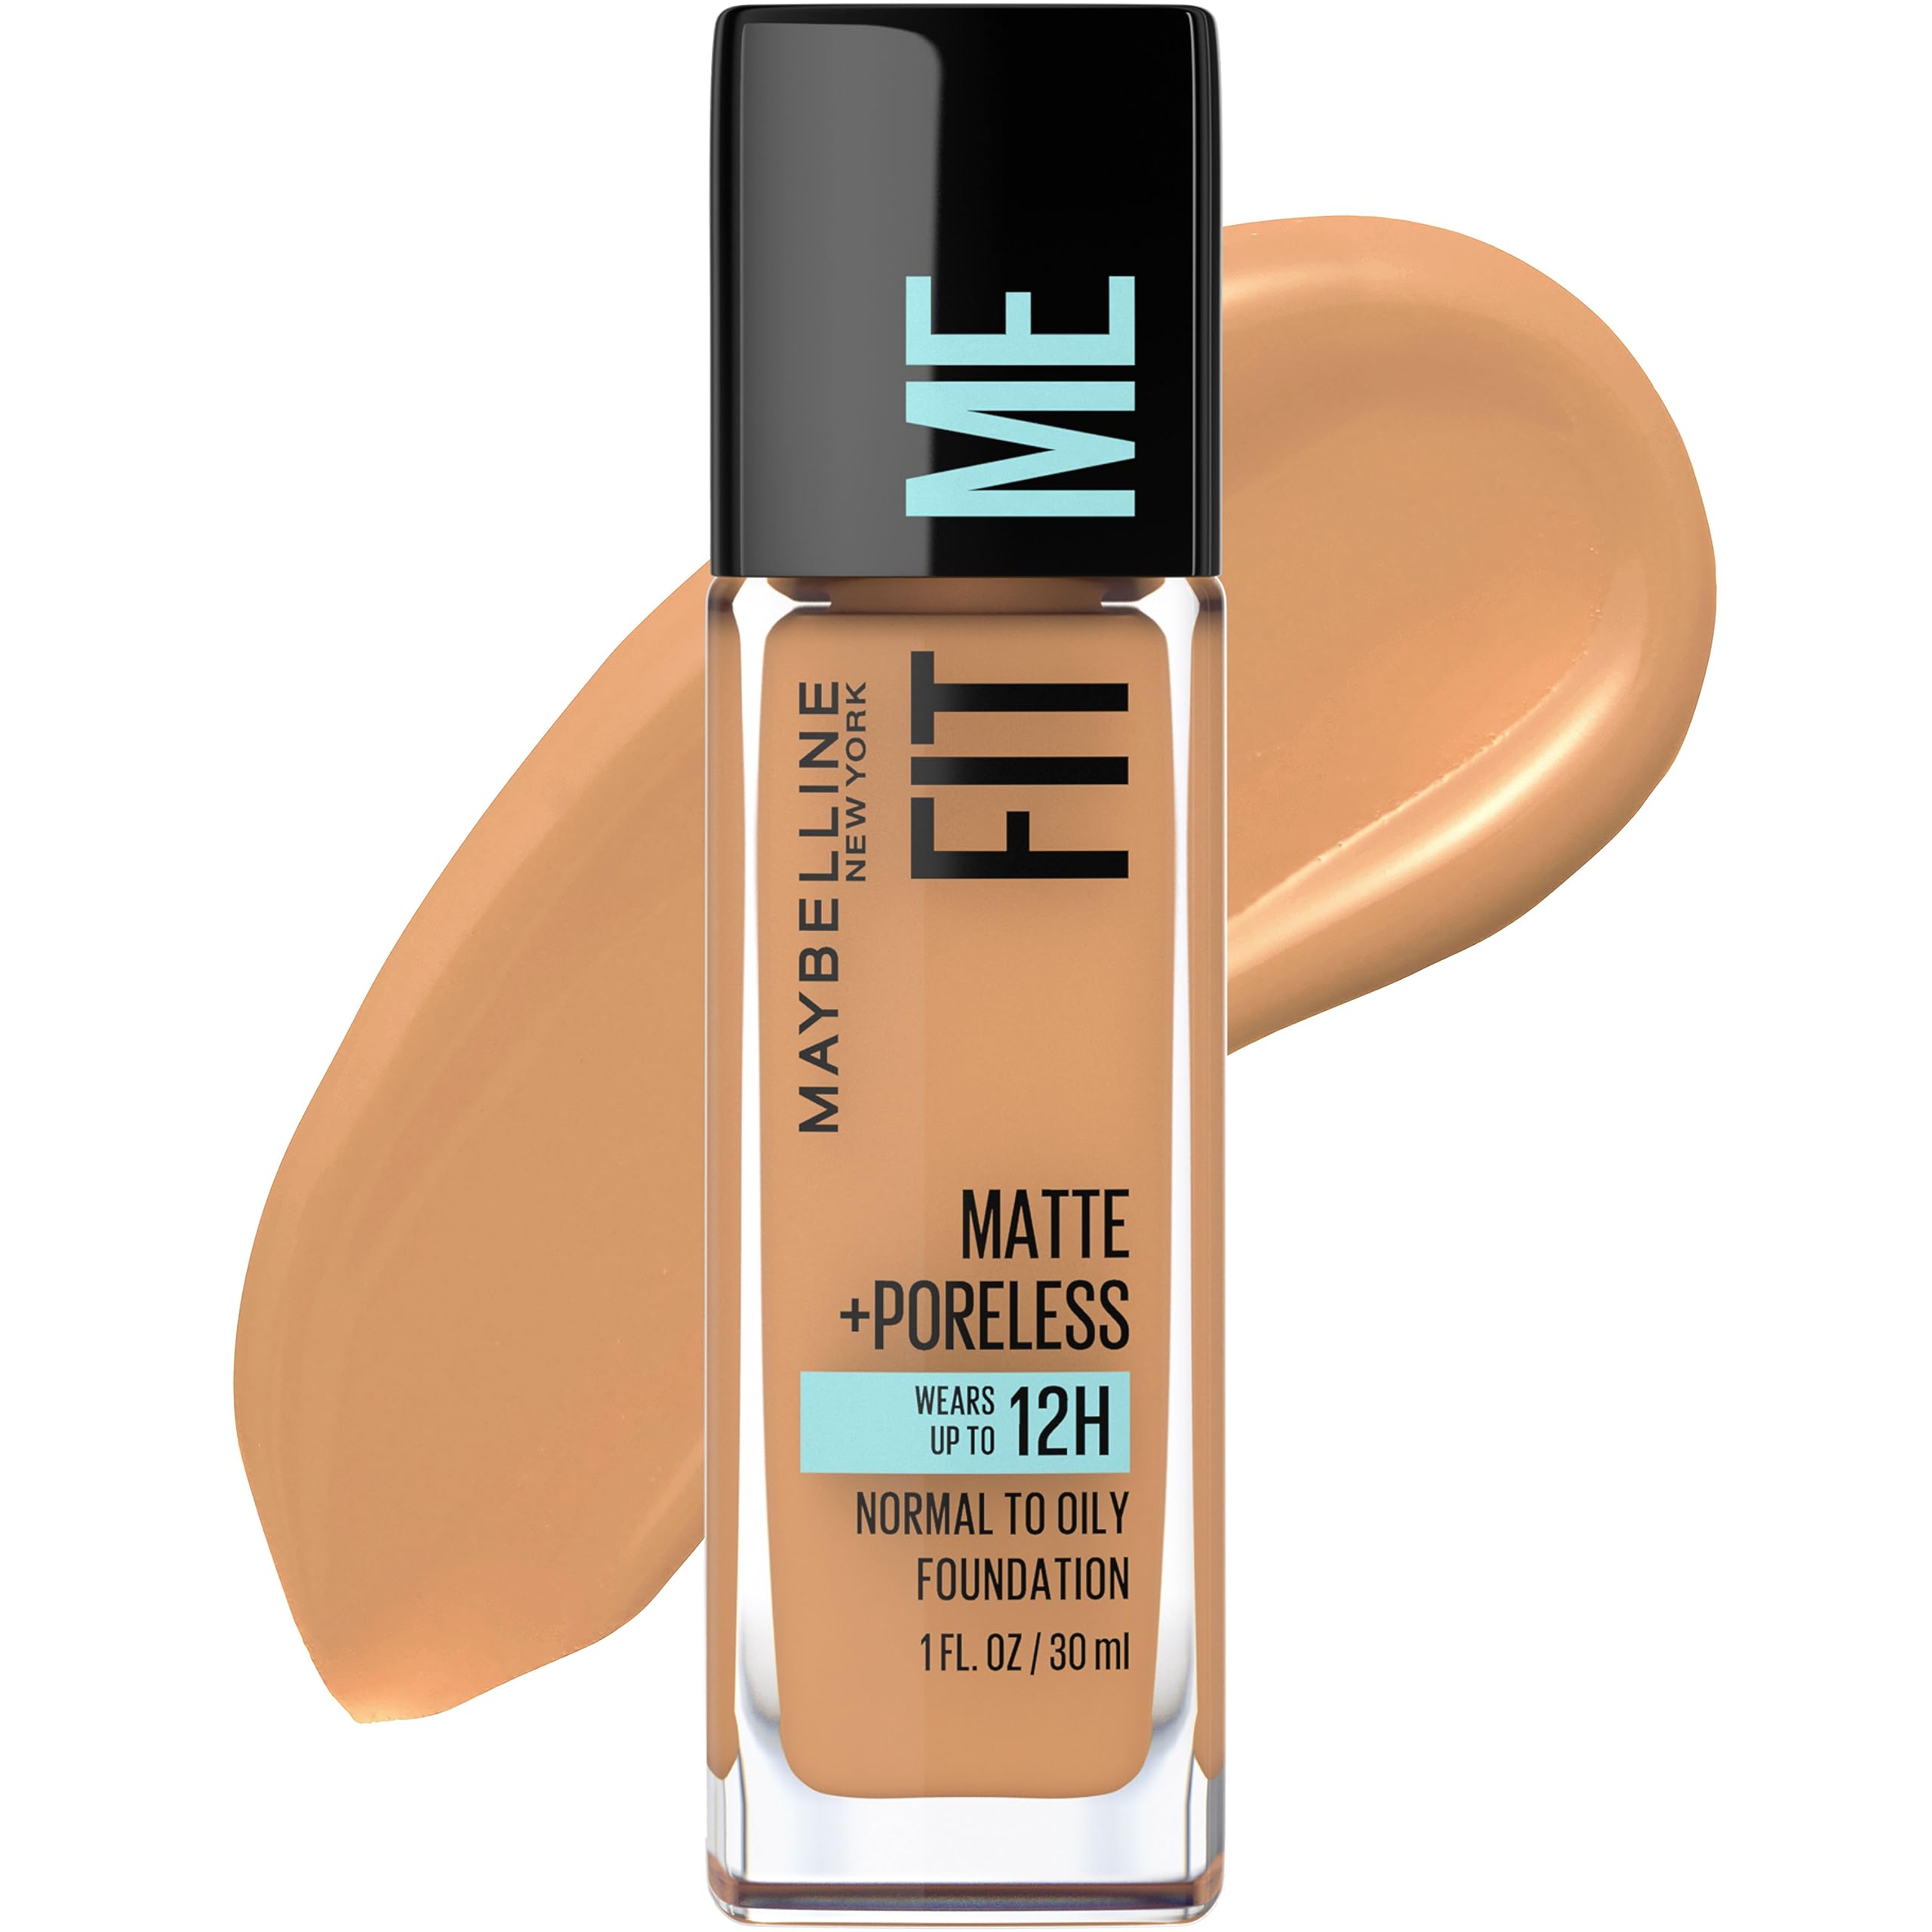 MAYBELLINE
NEW YORK
FIT ME
MATTE
+PORELESS
WEARS
UP TO 12H
NORMAL TO OILY
FOUNDATION
1 FL. OZ / 30 ml